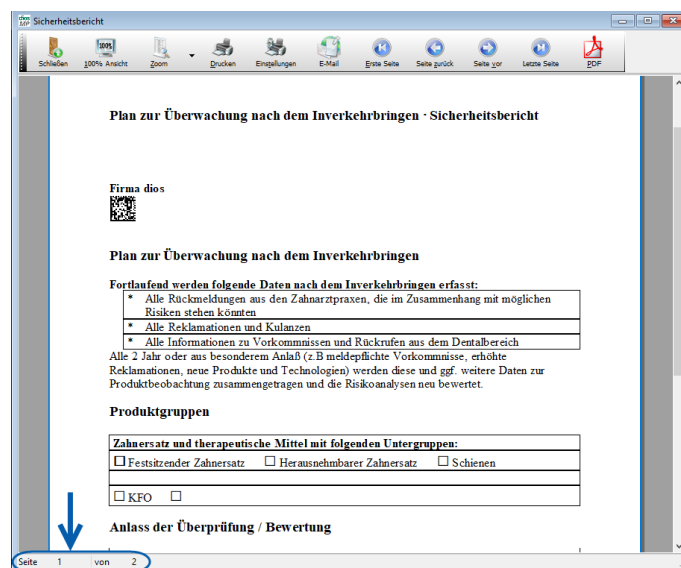 dios MP Sicherheitsbericht
100%
Schließen 100% Ansicht Zoom Drucken Einstellungen E-Mail Erste Seite Seite zurück Seite vor Letzte Seite PDF
Plan zur Überwachung nach dem Inverkehrbringen · Sicherheitsbericht
Firma dios
Plan zur Überwachung nach dem Inverkehrbringen
Fortlaufend werden folgende Daten nach dem Inverkehrbringen erfasst:
* Alle Rückmeldungen aus den Zahnarztpraxen, die im Zusammenhang mit möglichen
Risiken stehen könnten
* Alle Reklamationen und Kulanzen
* Alle Informationen zu Vorkommnissen und Rückrufen aus dem Dentalbereich
Alle 2 Jahr oder aus besonderem Anlaß (z.B meldepflichte Vorkommnisse, erhöhte
Reklamationen, neue Produkte und Technologien) werden diese und ggf. weitere Daten zur
Produktbeobachtung zusammengetragen und die Risikoanalysen neu bewertet.
Produktgruppen
Zahnersatz und therapeutische Mittel mit folgenden Untergruppen:
☐ Festsitzender Zahnersatz ☐ Herausnehmbarer Zahnersatz ☐ Schienen
☐ KFO ☐
Anlass der Überprüfung / Bewertung
Seite 1 von 2